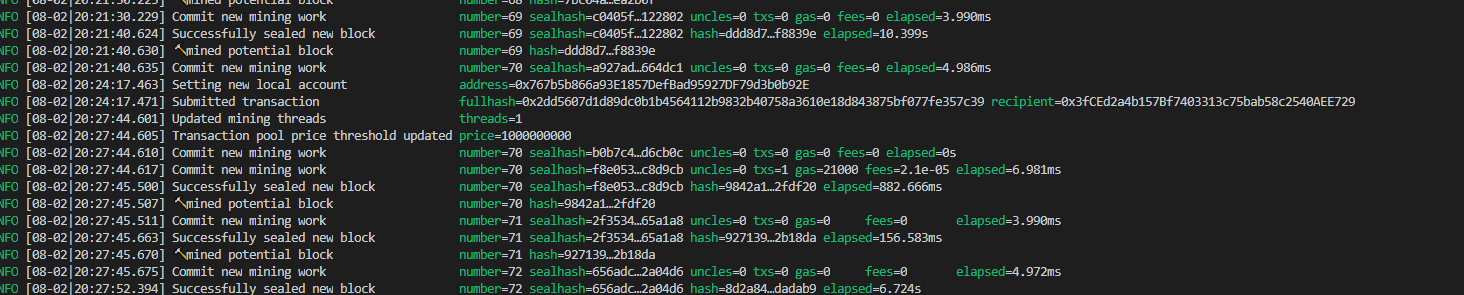 NFO [08-02|20:21:30.225] 🔨mined potential block number=68 hash=7bc04a…ea2b0f
NFO [08-02|20:21:30.229] Commit new mining work number=69 sealhash=c0405f…122802 uncles=0 txs=0 gas=0 fees=0 elapsed=3.990ms
NFO [08-02|20:21:40.624] Successfully sealed new block number=69 sealhash=c0405f…122802 hash=ddd8d7…f8839e elapsed=10.399s
NFO [08-02|20:21:40.630] 🔨mined potential block number=69 hash=ddd8d7…f8839e
NFO [08-02|20:21:40.635] Commit new mining work number=70 sealhash=a927ad…664dc1 uncles=0 txs=0 gas=0 fees=0 elapsed=4.986ms
NFO [08-02|20:24:17.463] Setting new local account address=0x767b5b866a93E1857DefBad95927DF79d3b0b92E
NFO [08-02|20:24:17.471] Submitted transaction fullhash=0x2dd5607d1d89dc0b1b4564112b9832b40758a3610e18d843875bf077fe357c39 recipient=0x3fCEd2a4b157Bf7403313c75bab58c2540AEE729
NFO [08-02|20:27:44.601] Updated mining threads threads=1
NFO [08-02|20:27:44.605] Transaction pool price threshold updated price=1000000000
NFO [08-02|20:27:44.610] Commit new mining work number=70 sealhash=b0b7c4…d6cb0c uncles=0 txs=0 gas=0 fees=0 elapsed=0s
NFO [08-02|20:27:44.617] Commit new mining work number=70 sealhash=f8e053…c8d9cb uncles=0 txs=1 gas=21000 fees=2.1e-05 elapsed=6.981ms
NFO [08-02|20:27:45.500] Successfully sealed new block number=70 sealhash=f8e053…c8d9cb hash=9842a1…2fdf20 elapsed=882.666ms
NFO [08-02|20:27:45.507] 🔨mined potential block number=70 hash=9842a1…2fdf20
NFO [08-02|20:27:45.511] Commit new mining work number=71 sealhash=2f3534…65a1a8 uncles=0 txs=0 gas=0 fees=0 elapsed=3.990ms
NFO [08-02|20:27:45.663] Successfully sealed new block number=71 sealhash=2f3534…65a1a8 hash=927139…2b18da elapsed=156.583ms
NFO [08-02|20:27:45.670] 🔨mined potential block number=71 hash=927139…2b18da
NFO [08-02|20:27:45.675] Commit new mining work number=72 sealhash=656adc…2a04d6 uncles=0 txs=0 gas=0 fees=0 elapsed=4.972ms
NFO [08-02|20:27:52.394] Successfully sealed new block number=72 sealhash=656adc…2a04d6 hash=8d2a84…dadab9 elapsed=6.724s